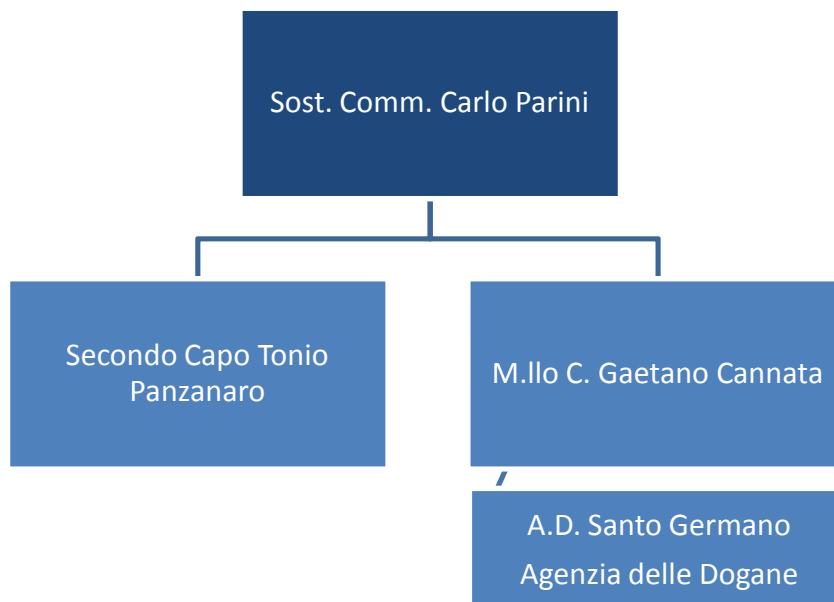 Sost. Comm. Carlo Parini
Secondo Capo Tonio
Panzanaro
M.llo C. Gaetano Cannata
A.D. Santo Germano
Agenzia delle Dogane